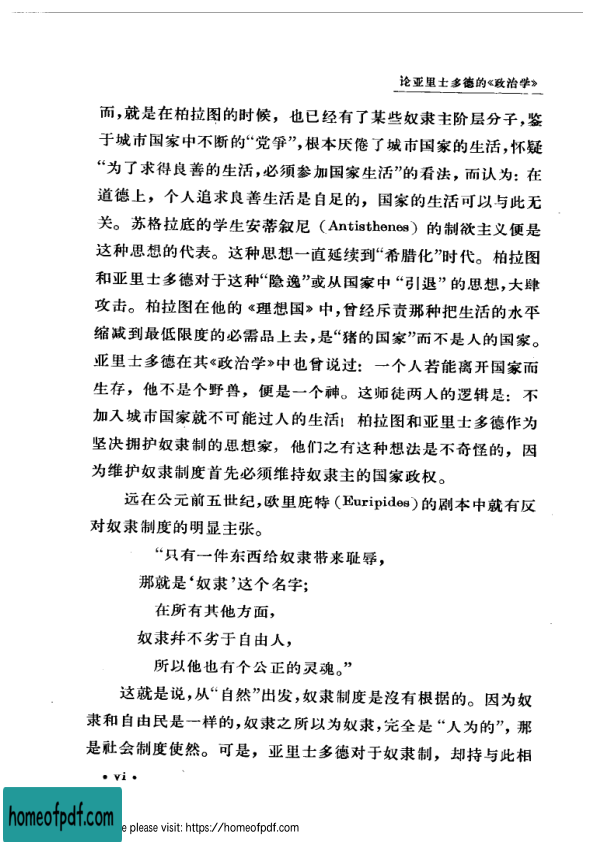 论亚里士多德的《政治学》
而，就是在柏拉图的时候，也已经有了某些奴隶主阶层分子，鉴
于城市国家中不断的“党爭”，根本厌倦了城市国家的生活，怀疑
“为了求得良善的生活，必须参加国家生活”的看法，而认为：在
道德上，个人追求良善生活是自足的，国家的生活可以与此无
关。苏格拉底的学生安蒂叙尼（Antisthenes）的制欲主义便是
这种思想的代表。这种思想一直延续到“希腊化”时代。柏拉图
和亚里士多德对于这种“隐逸”或从国家中“引退”的思想，大肆
攻击。柏拉图在他的《理想国》中，曾经斥责那种把生活的水平
缩减到最低限度的必需品上去，是“猪的国家”而不是人的国家。
亚里士多德在其《政治学》中也曾说过：一个人若能离开国家而
生存，他不是个野兽，便是一个神。这师徒两人的逻辑是：不
加入城市国家就不可能过人的生活！柏拉图和亚里士多德作为
坚决拥护奴隶制的思想家，他们之有这种想法是不奇怪的，因
为维护奴隶制度首先必须维持奴隶主的国家政权。
远在公元前五世纪，欧里庇特（Euripides）的剧本中就有反
对奴隶制度的明显主张。
“只有一件东西给奴隶带来耻辱，
那就是‘奴隶’这个名字；
在所有其他方面，
奴隶幷不劣于自由人，
所以他也有个公正的灵魂。”
这就是说，从“自然”出发，奴隶制度是沒有根据的。因为奴
隶和自由民是一样的，奴隶之所以为奴隶，完全是“人为的”，那
是社会制度使然。可是，亚里士多德对于奴隶制，却持与此相
• vi •
homeofpdf.com
e please visit: https://homeofpdf.com